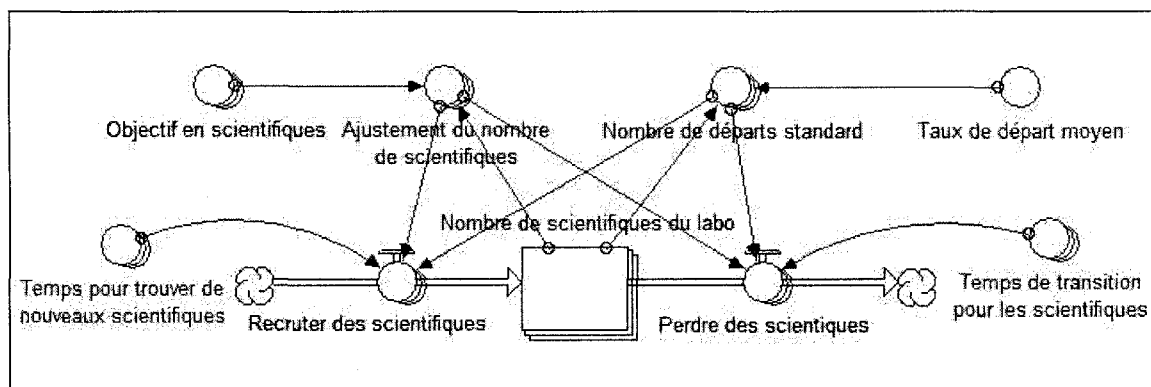 Objectif en scientifiques
Ajustement du nombre
de scientifiques
Nombre de départs standard
Taux de départ moyen
Nombre de scientifiques du labo
Temps pour trouver de
nouveaux scientifiques
Recruter des scientifiques
Perdre des scientiques
Temps de transition
pour les scientifiques